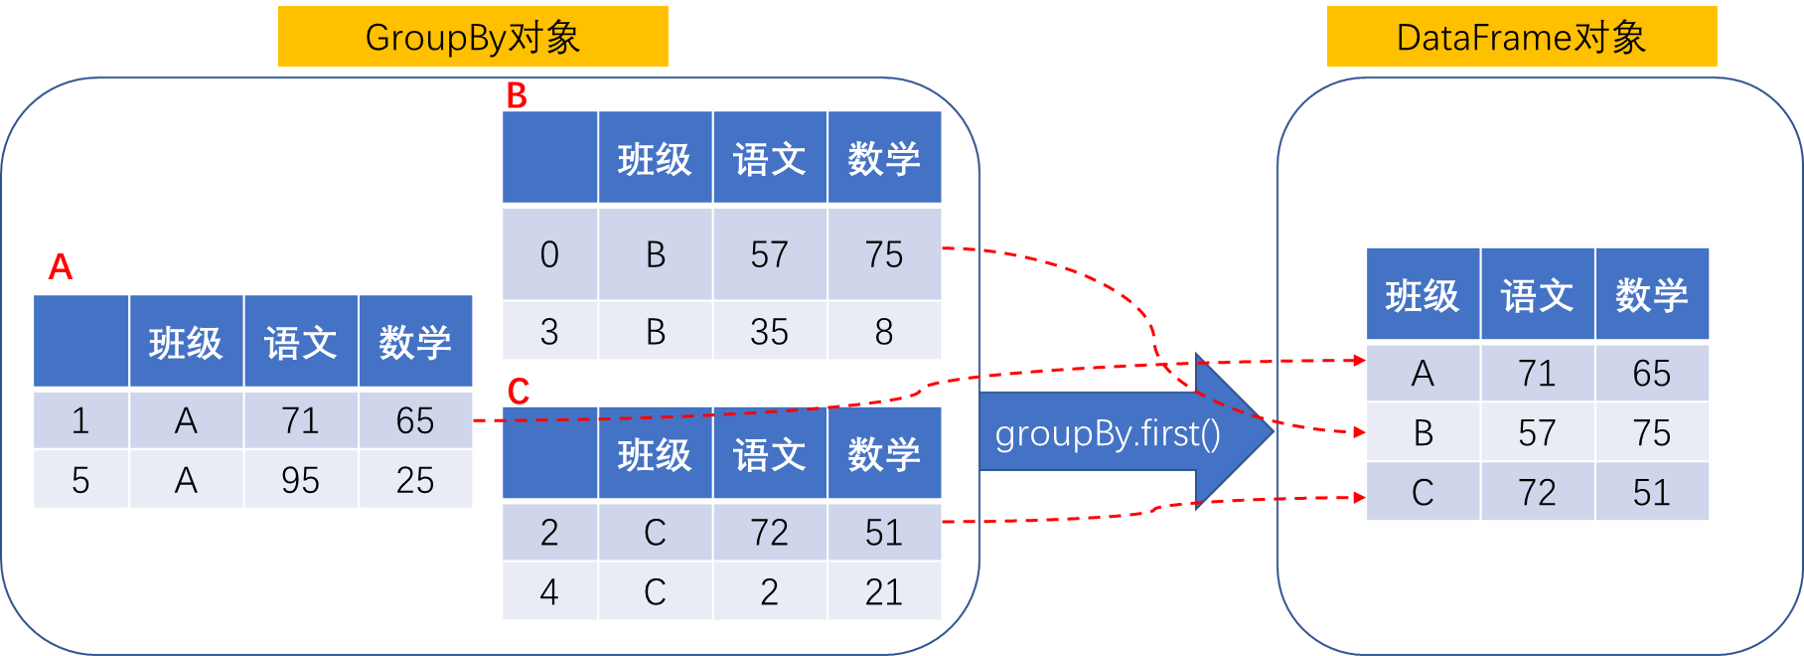 GroupBy对象
DataFrame对象
B
班级 语文 数学
0 B 57 75
3 B 35 8
A
班级 语文 数学
1 A 71 65
5 A 95 25
C
班级 语文 数学
2 C 72 51
4 C 2 21
groupBy.first()
班级 语文 数学
A 71 65
B 57 75
C 72 51